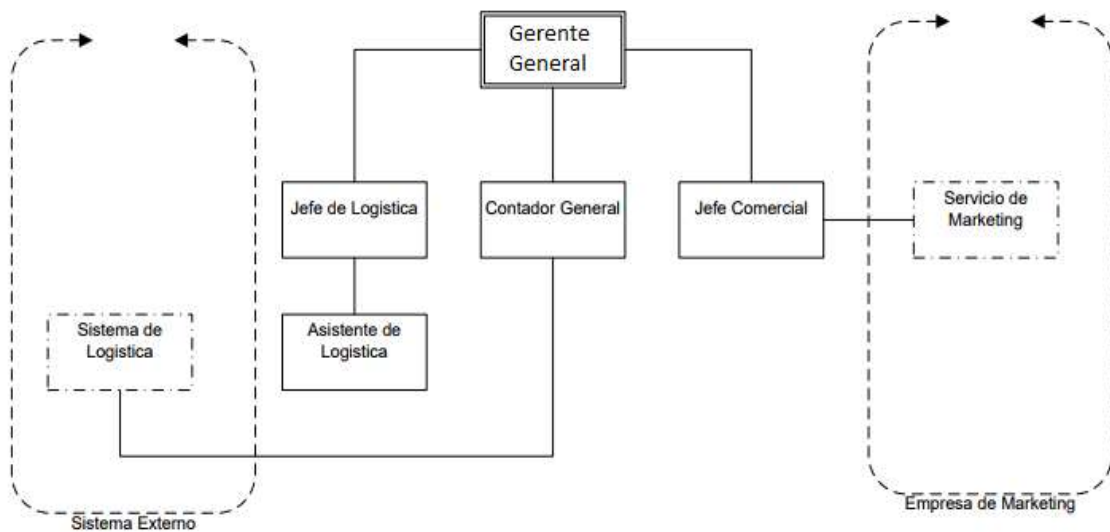 Gerente
General
Jefe de Logistica
Contador General
Jefe Comercial
Servicio de
Marketing
Sistema de
Logistica
Asistente de
Logistica
Sistema Externo
Empresa de Marketing